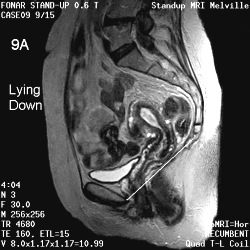 FONAR STAND-UP 0.6 T
Standup MRI Melville
CASE09 9/15
9A
Lying
Down
4:04
N 3
F 30.0
M 256x256
TR 4680
TE 160, ETL=15
V 8.0x1.17x1.17=10.99
MRI=Hor
RECUMBENT
Quad T-L Coil